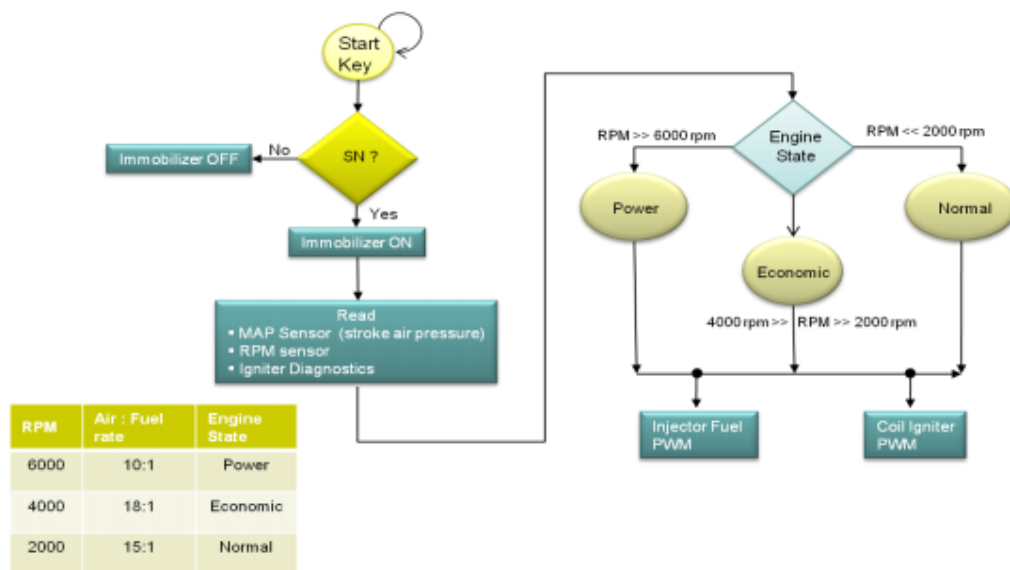 Start
Key
SN ?
No
Immobilizer OFF
Yes
Immobilizer ON
Read
▪ MAP Sensor (stroke air pressure)
▪ RPM sensor
▪ Igniter Diagnostics
Engine
State
RPM >> 6000 rpm
RPM << 2000 rpm
Power
Normal
Economic
4000 rpm >> RPM >> 2000 rpm
Injector Fuel
PWM
Coil Igniter
PWM
RPM Air : Fuel rate Engine State
6000 10:1 Power
4000 18:1 Economic
2000 15:1 Normal